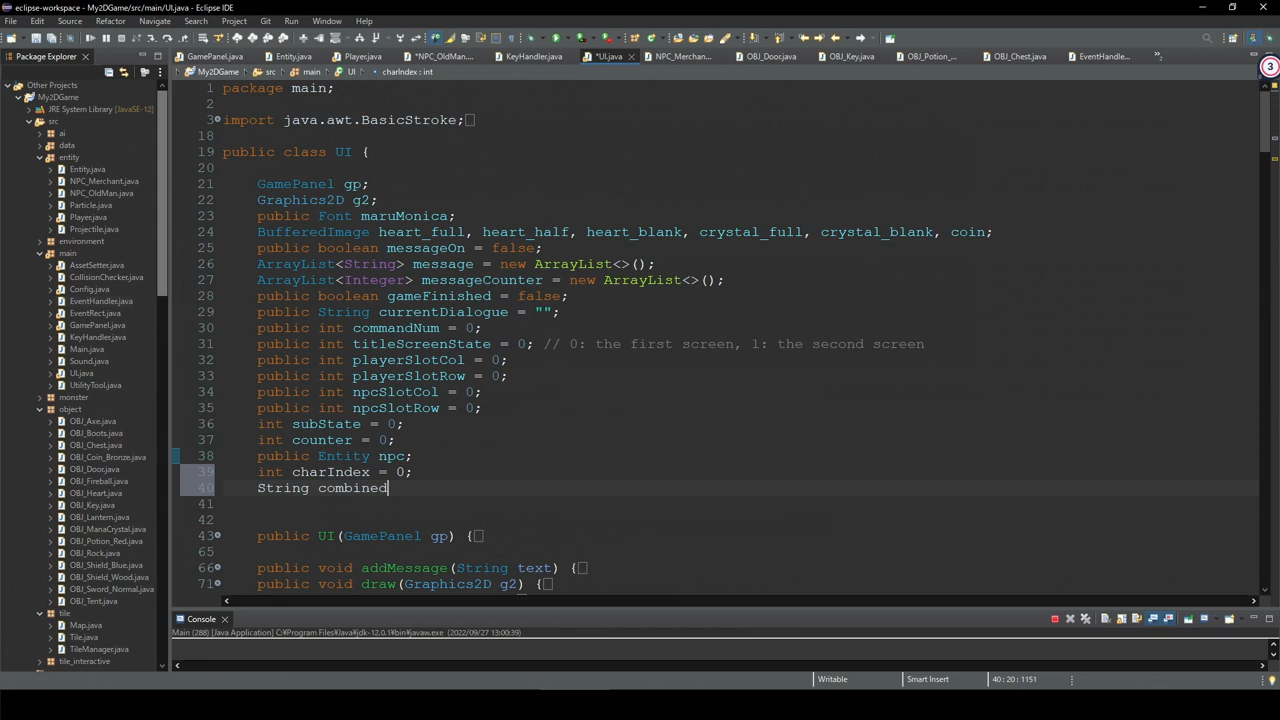 eclipse-workspace - My2DGame/src/main/UI.java - Eclipse IDE
File Edit Source Refactor Navigate Search Project Git Run Window Help
Package Explorer
GamePanel.java Entity.java Player.java *NPC_OldMan.... KeyHandler.java *UI.java NPC_Merchan... OBJ_Door.java OBJ_Key.java OBJ_Potion_... OBJ_Chest.java EventHandle...
3
My2DGame src main UI charIndex : int
Other Projects
My2DGame
JRE System Library [JavaSE-12]
src
ai
data
entity
Entity.java
NPC_Merchant.java
NPC_OldMan.java
Particle.java
Player.java
Projectile.java
environment
main
AssetSetter.java
CollisionChecker.java
Config.java
EventHandler.java
EventRect.java
GamePanel.java
KeyHandler.java
Main.java
Sound.java
UI.java
UtilityTool.java
monster
object
OBJ_Axe.java
OBJ_Boots.java
OBJ_Chest.java
OBJ_Coin_Bronze.java
OBJ_Door.java
OBJ_Fireball.java
OBJ_Heart.java
OBJ_Key.java
OBJ_Lantern.java
OBJ_ManaCrystal.java
OBJ_Potion_Red.java
OBJ_Rock.java
OBJ_Shield_Blue.java
OBJ_Shield_Wood.java
OBJ_Sword_Normal.java
OBJ_Tent.java
tile
Map.java
Tile.java
TileManager.java
tile_interactive
1 package main;
2
3 import java.awt.BasicStroke;
18
19 public class UI {
20
21 GamePanel gp;
22 Graphics2D g2;
23 public Font maruMonica;
24 BufferedImage heart_full, heart_half, heart_blank, crystal_full, crystal_blank, coin;
25 public boolean messageOn = false;
26 ArrayList<String> message = new ArrayList<>();
27 ArrayList<Integer> messageCounter = new ArrayList<>();
28 public boolean gameFinished = false;
29 public String currentDialogue = "";
30 public int commandNum = 0;
31 public int titleScreenState = 0; // 0: the first screen, 1: the second screen
32 public int playerSlotCol = 0;
33 public int playerSlotRow = 0;
34 public int npcSlotCol = 0;
35 public int npcSlotRow = 0;
36 int subState = 0;
37 int counter = 0;
38 public Entity npc;
39 int charIndex = 0;
40 String combined
41
42
43 public UI(GamePanel gp) {
65
66 public void addMessage(String text) {
71 public void draw(Graphics2D g2) {
Console
Main (288) [Java Application] C:¥Program Files¥Java¥jdk-12.0.1¥bin¥javaw.exe (2022/09/27 13:00:39)
Writable Smart Insert 40 : 20 : 1151